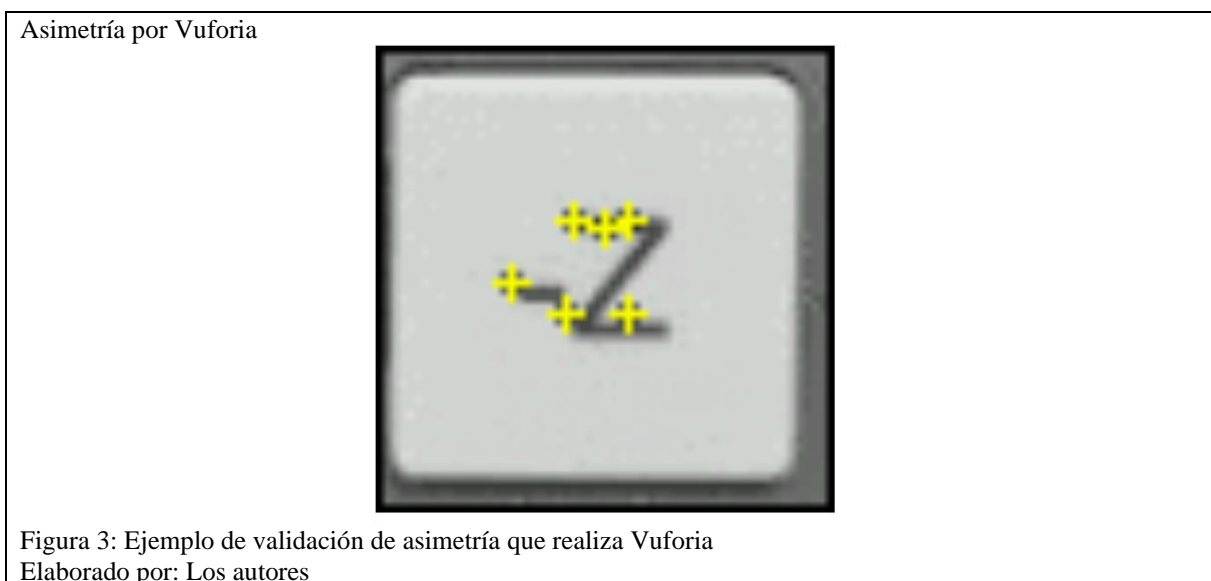 Asimetría por Vuforia
-Z
Figura 3: Ejemplo de validación de asimetría que realiza Vuforia
Elaborado por: Los autores